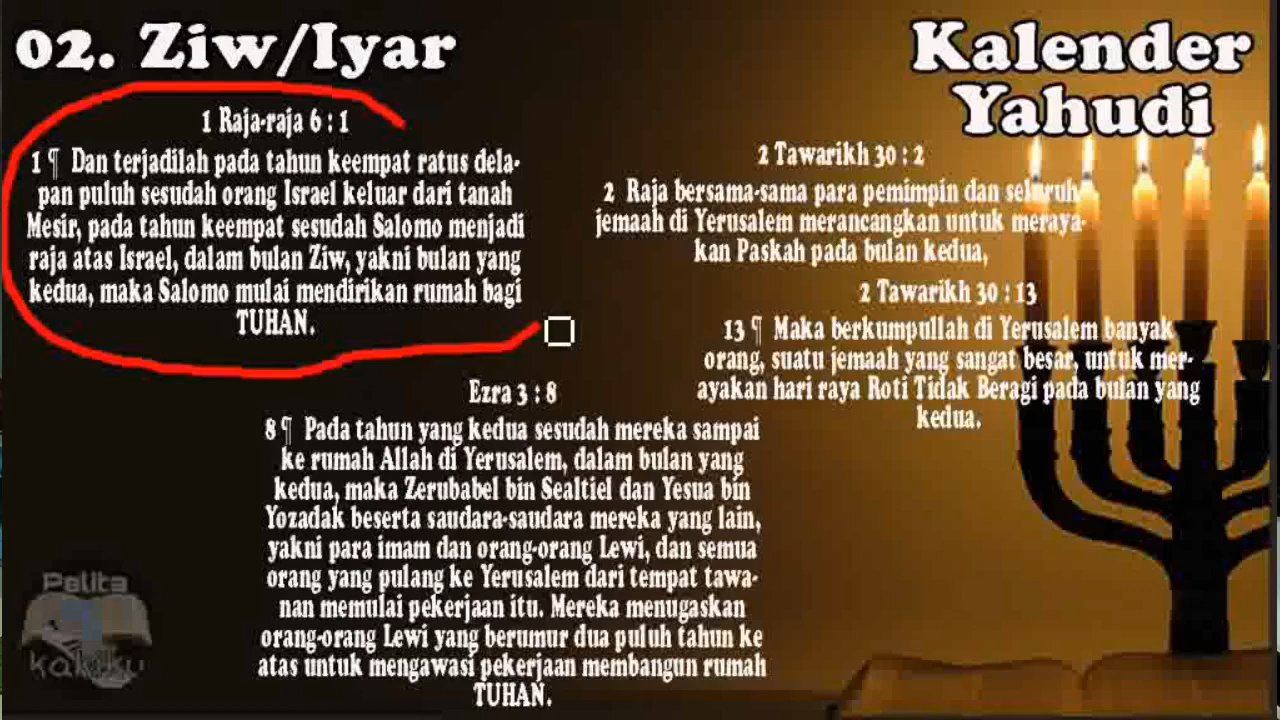 02. Ziw/Iyar
Kalender
Yahudi
1 Raja-raja 6 : 1
1 ¶ Dan terjadilah pada tahun keempat ratus dela-
pan puluh sesudah orang Israel keluar dari tanah
Mesir, pada tahun keempat sesudah Salomo menjadi
raja atas Israel, dalam bulan Ziw, yakni bulan yang
kedua, maka Salomo mulai mendirikan rumah bagi
TUHAN.
2 Tawarikh 30 : 2
2 Raja bersama-sama para pemimpin dan seluruh
jemaah di Yerusalem merancangkan untuk meraya-
kan Paskah pada bulan kedua,
2 Tawarikh 30 : 13
13 ¶ Maka berkumpullah di Yerusalem banyak
orang, suatu jemaah yang sangat besar, untuk mer-
ayakan hari raya Roti Tidak Beragi pada bulan yang
kedua.
Ezra 3 : 8
8 ¶ Pada tahun yang kedua sesudah mereka sampai
ke rumah Allah di Yerusalem, dalam bulan yang
kedua, maka Zerubabel bin Sealtiel dan Yesua bin
Yozadak beserta saudara-saudara mereka yang lain,
yakni para imam dan orang-orang Lewi, dan semua
orang yang pulang ke Yerusalem dari tempat tawa-
nan memulai pekerjaan itu. Mereka menugaskan
orang-orang Lewi yang berumur dua puluh tahun ke
atas untuk mengawasi pekerjaan membangun rumah
TUHAN.
Pelita
kakiku